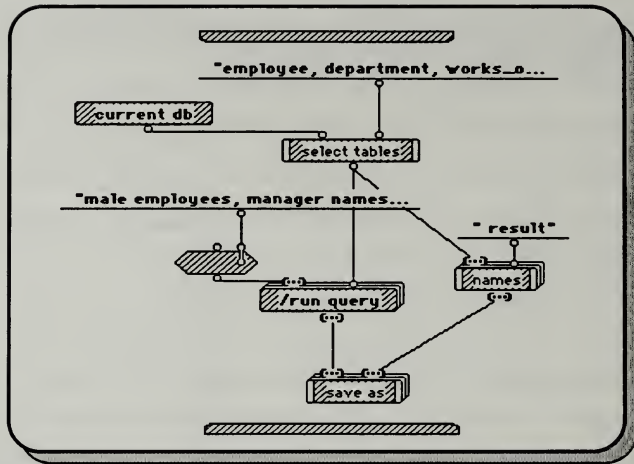 "employee, department, works_o...
current db
select tables
"male employees, manager names...
" result"
names
/run query
save as